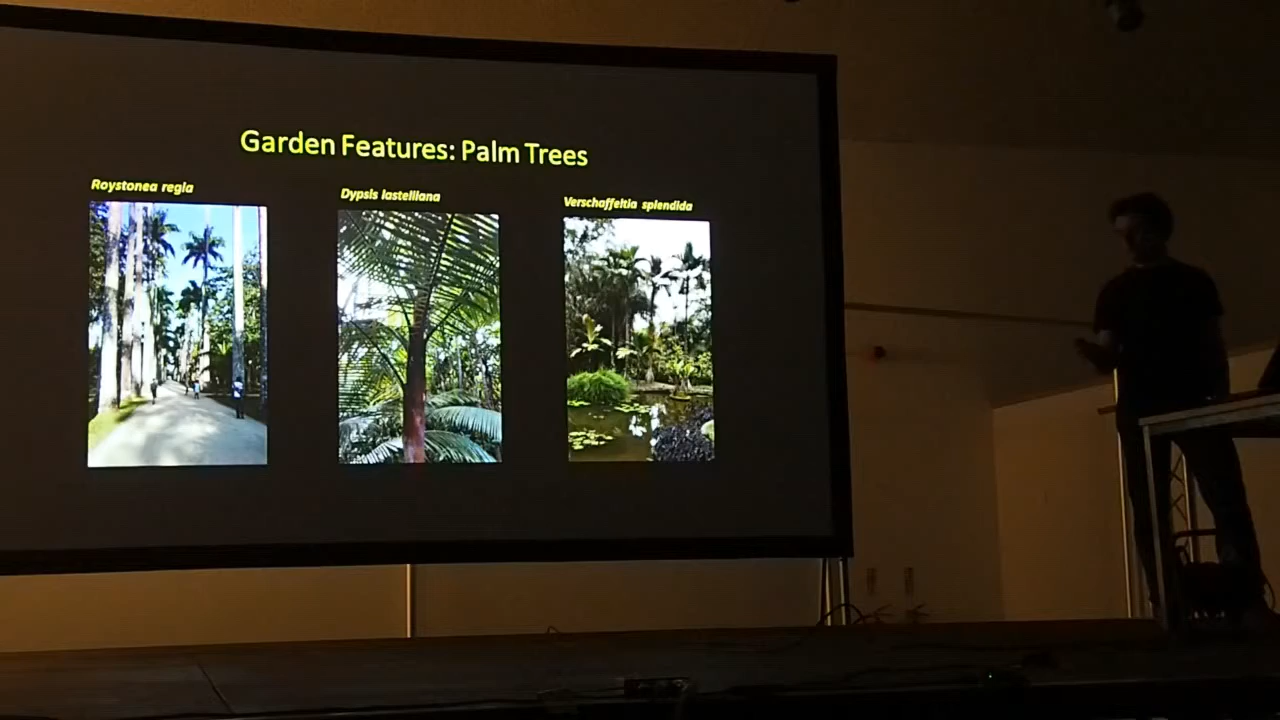 Garden Features: Palm Trees
Roystonea regia
Dypsis lastelliana
Verschaffeltia splendida